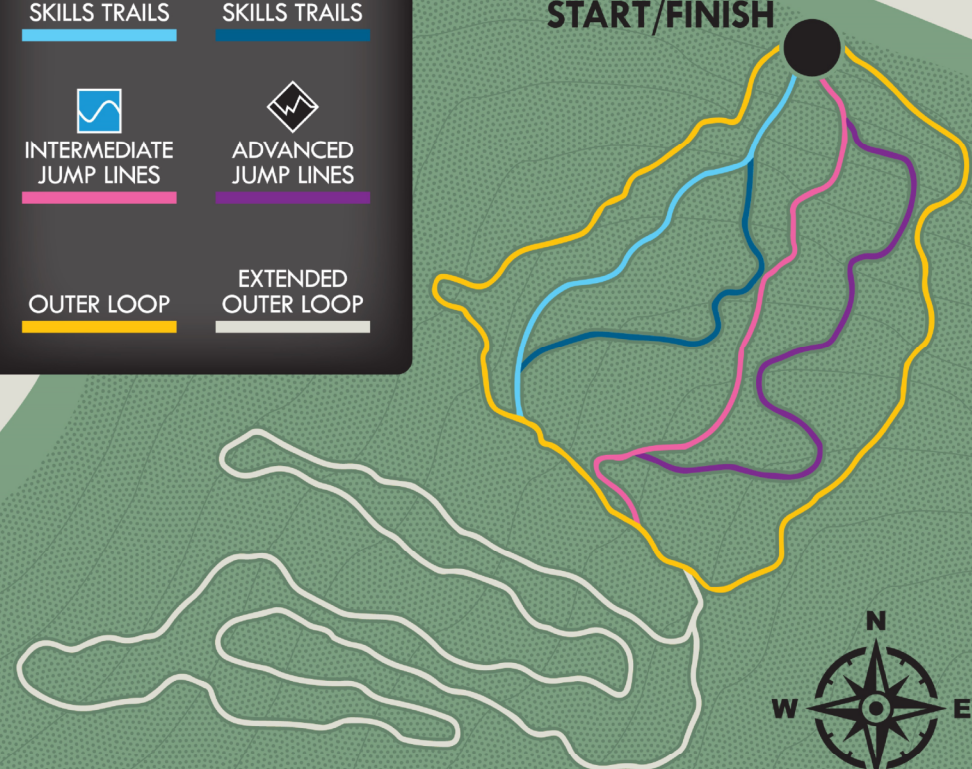 SKILLS TRAILS
SKILLS TRAILS
START/FINISH
INTERMEDIATE
JUMP LINES
ADVANCED
JUMP LINES
OUTER LOOP
EXTENDED
OUTER LOOP
N
W
E